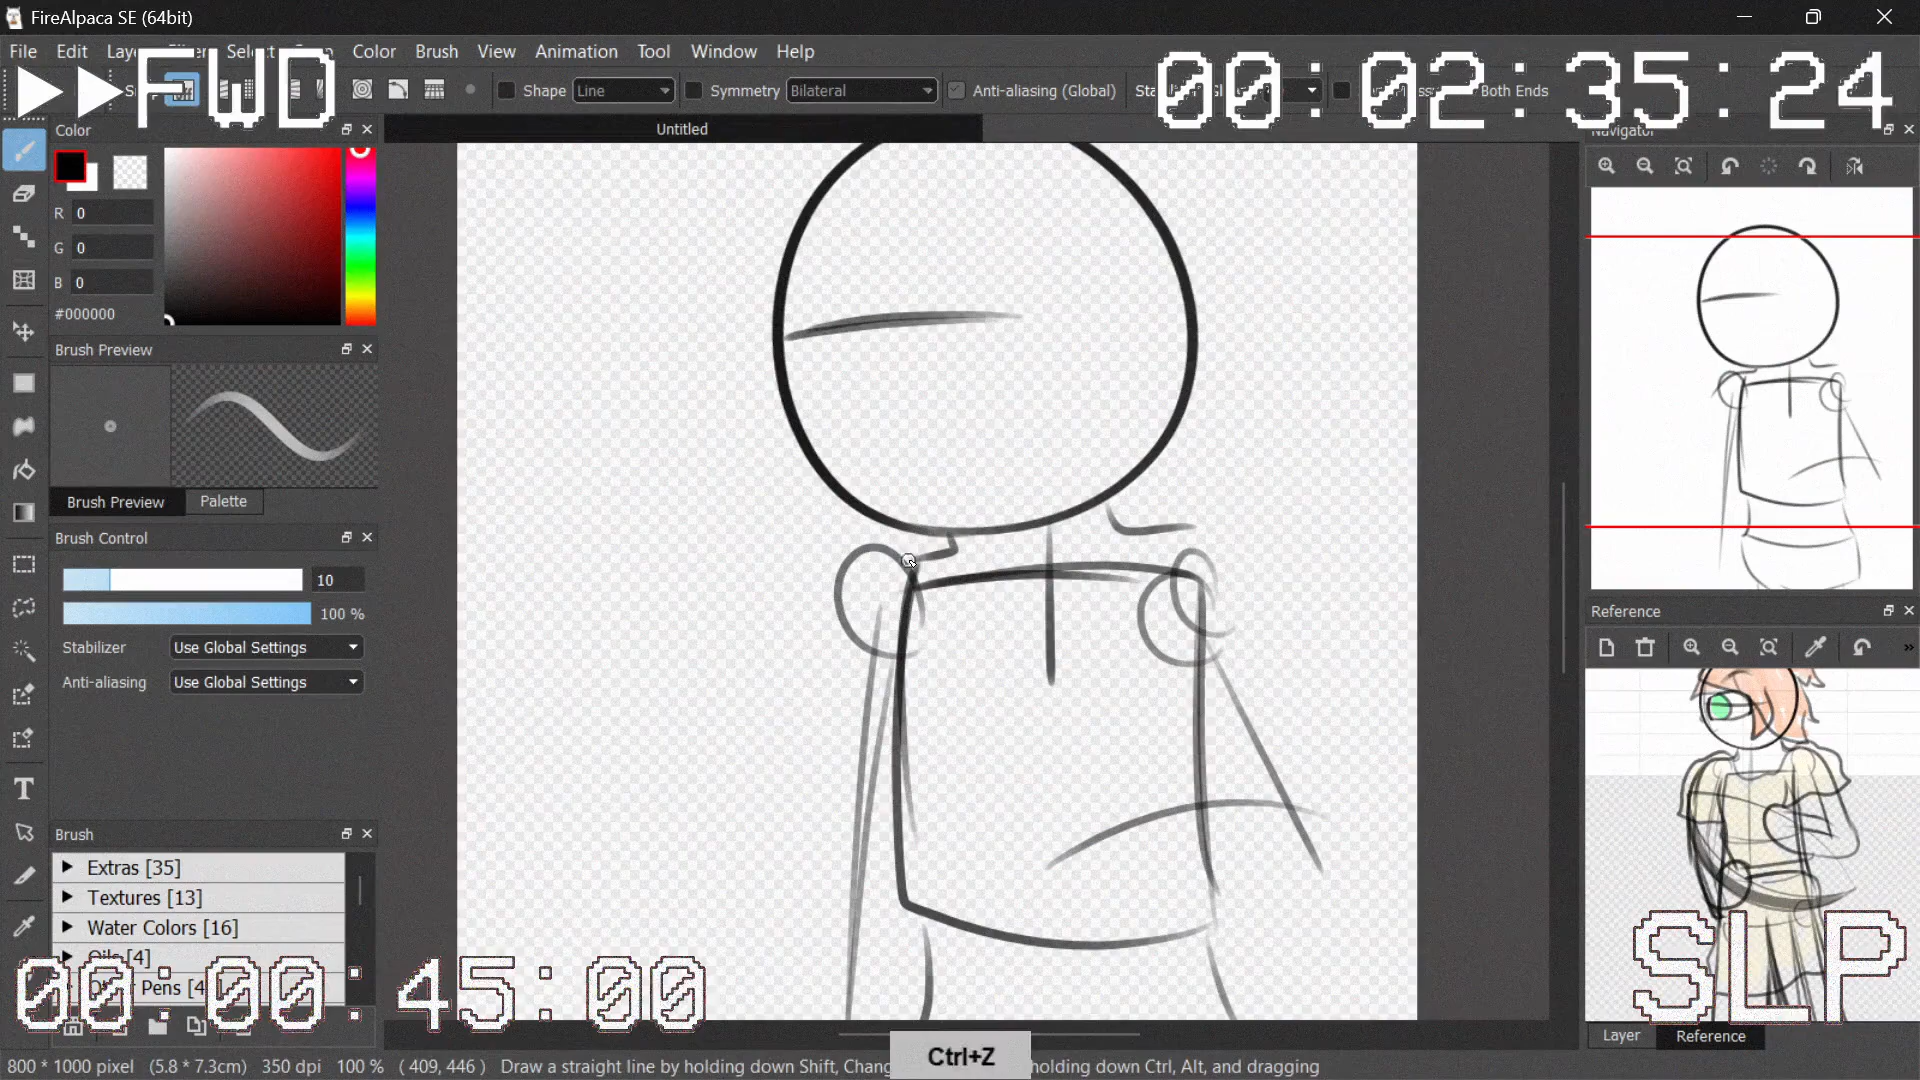 FireAlpaca SE (64bit)
File Edit Color Brush View Animation Tool Window Help
FWD
00:02:35:24
Shape Line Symmetry Bilateral Anti-aliasing (Global) Both Ends
Color
Untitled
Navigator
R 0
G 0
B 0
#000000
Brush Preview
Brush Preview Palette
Brush Control
10
100 %
Stabilizer Use Global Settings
Anti-aliasing Use Global Settings
Reference
Brush
Extras [35]
Textures [13]
Water Colors [16]
Oils [4]
Pens [4
00:00:45:00
SLP
Layer Reference
Ctrl+Z
800 * 1000 pixel (5.8 * 7.3cm) 350 dpi 100 % ( 409, 446 ) Draw a straight line by holding down Shift, Chang holding down Ctrl, Alt, and dragging